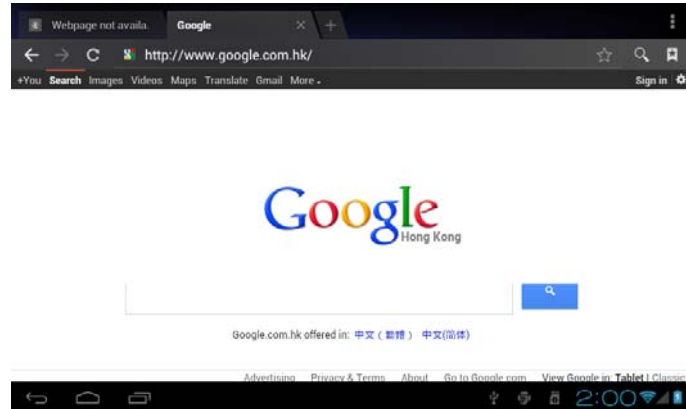 Webpage not availa. Google
http://www.google.com.hk/
+You Search Images Videos Maps Translate Gmail More Sign in
Google
Hong Kong
Google.com.hk offered in: 中文 ( 繁體 ) 中文(简体)
Advertising Privacy & Terms About Go to Google.com View Google in: Tablet | Classic
2:00